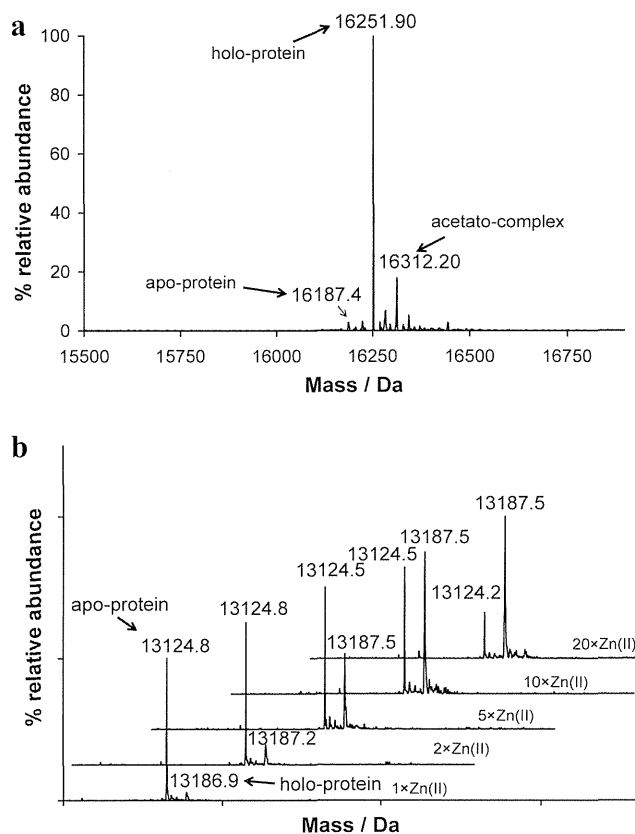 a
16251.90
holo-protein
100
80
60
40
20
0
% relative abundance
acetato-complex
16312.20
apo-protein
16187.4
15500 15750 16000 16250 16500 16750
Mass / Da
b
% relative abundance
13187.5
13187.5
13124.5
13124.5
13124.2
apo-protein
13124.8
13187.5
13124.8
20×Zn(II)
10×Zn(II)
5×Zn(II)
13187.2
2×Zn(II)
13186.9 holo-protein 1×Zn(II)
Mass / Da